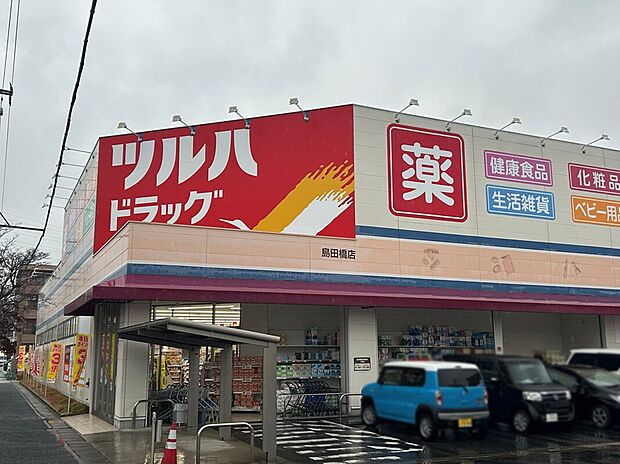 ツルハ
ドラッグ
薬
健康食品
化粧品
生活雑貨
ベビー用
島田橋店